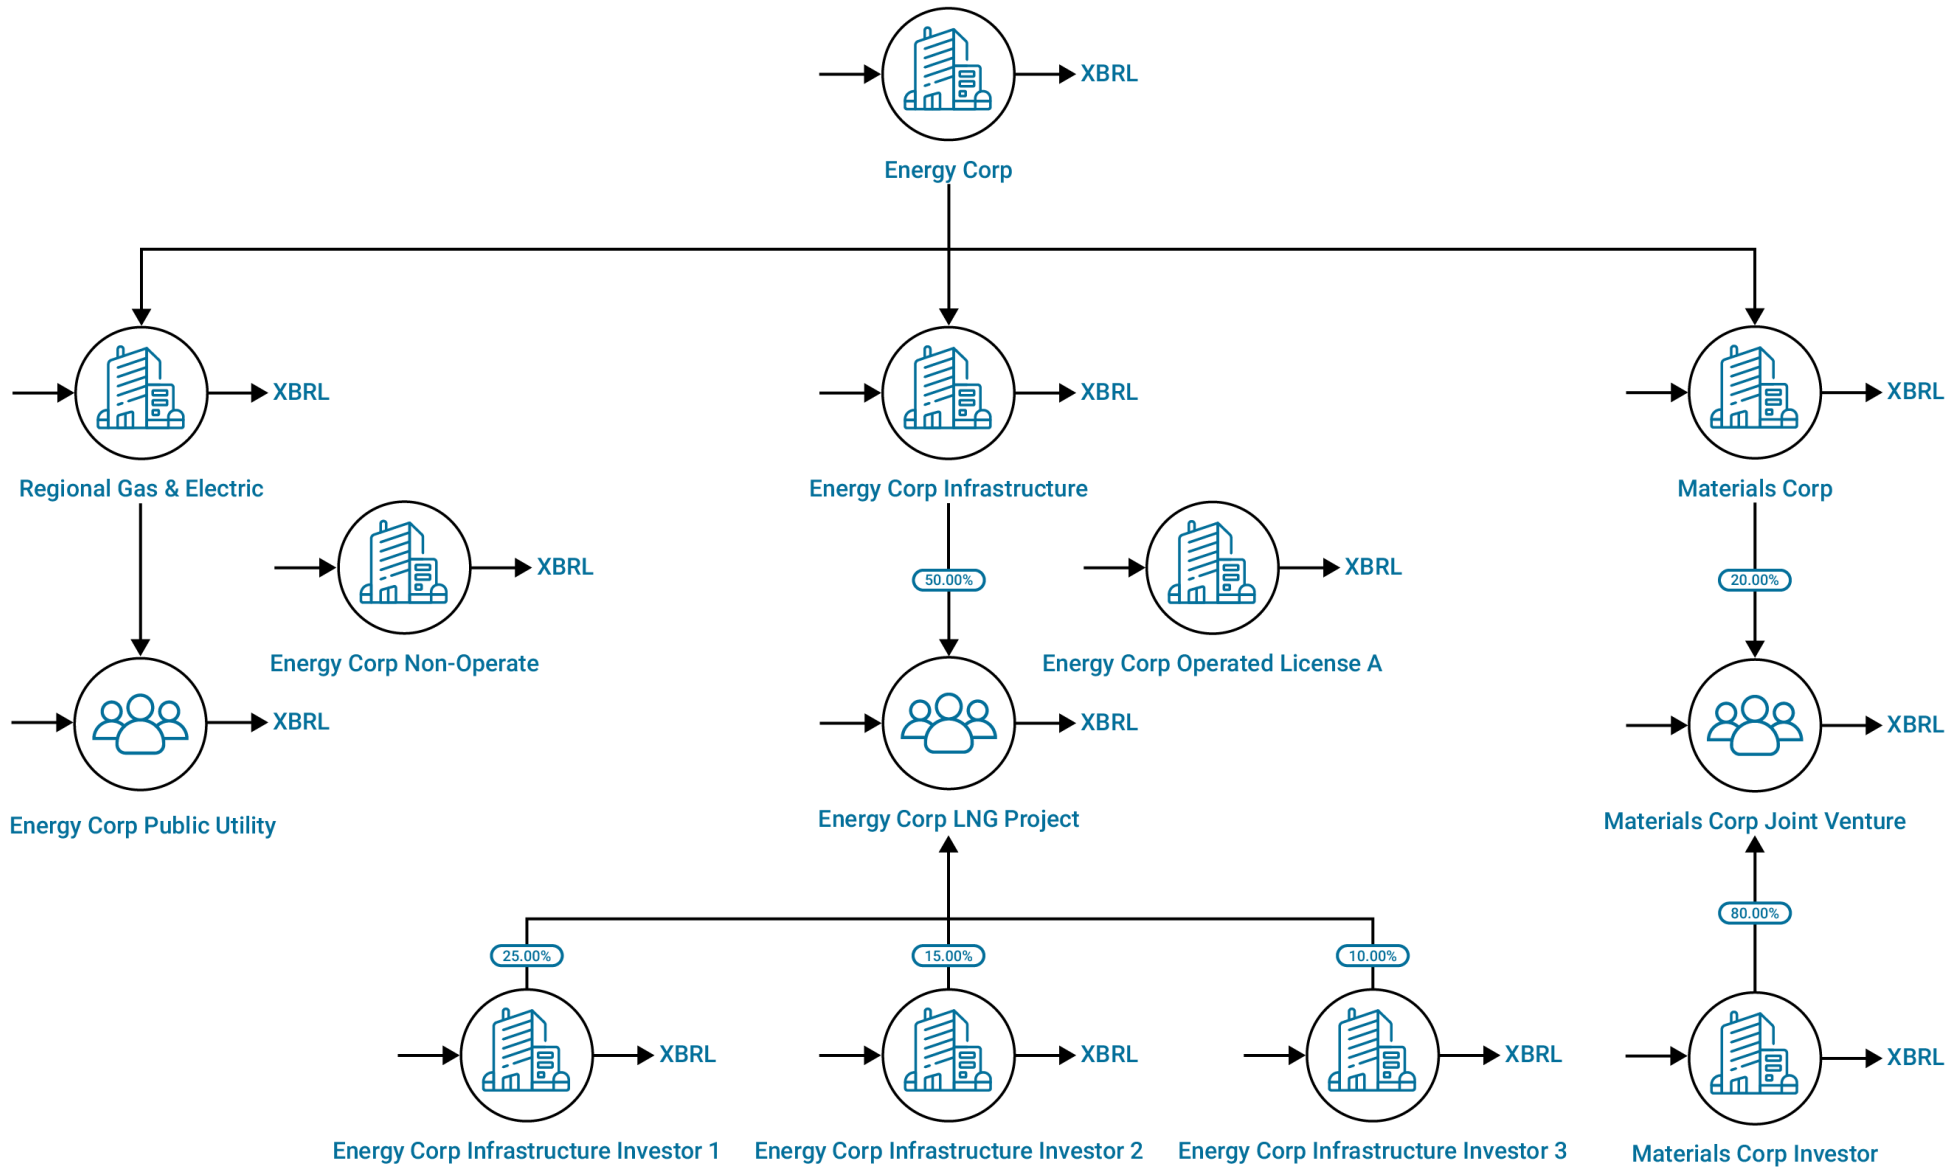 XBRL
Energy Corp
XBRL
XBRL
XBRL
Regional Gas & Electric
Energy Corp Infrastructure
Materials Corp
XBRL
50.00%
XBRL
20.00%
Energy Corp Non-Operate
Energy Corp Operated License A
XBRL
XBRL
XBRL
Energy Corp Public Utility
Energy Corp LNG Project
Materials Corp Joint Venture
80.00%
25.00%
15.00%
10.00%
XBRL
XBRL
XBRL
XBRL
Energy Corp Infrastructure Investor 1
Energy Corp Infrastructure Investor 2
Energy Corp Infrastructure Investor 3
Materials Corp Investor